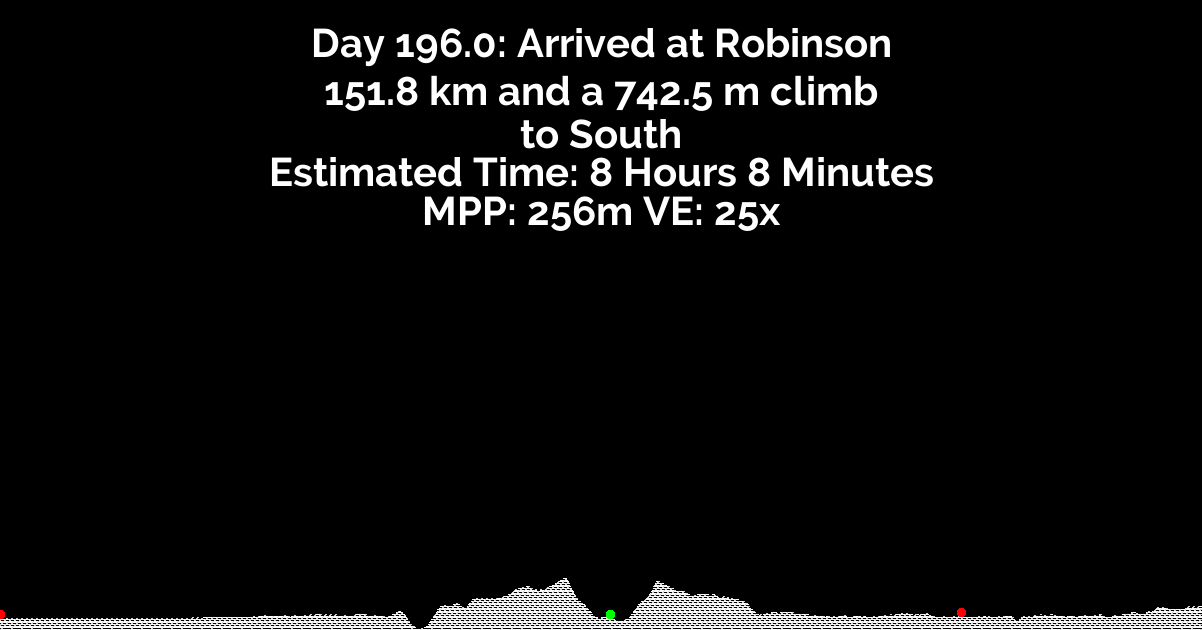 Day 196.0: Arrived at Robinson
151.8 km and a 742.5 m climb
to South
Estimated Time: 8 Hours 8 Minutes
MPP: 256m VE: 25x